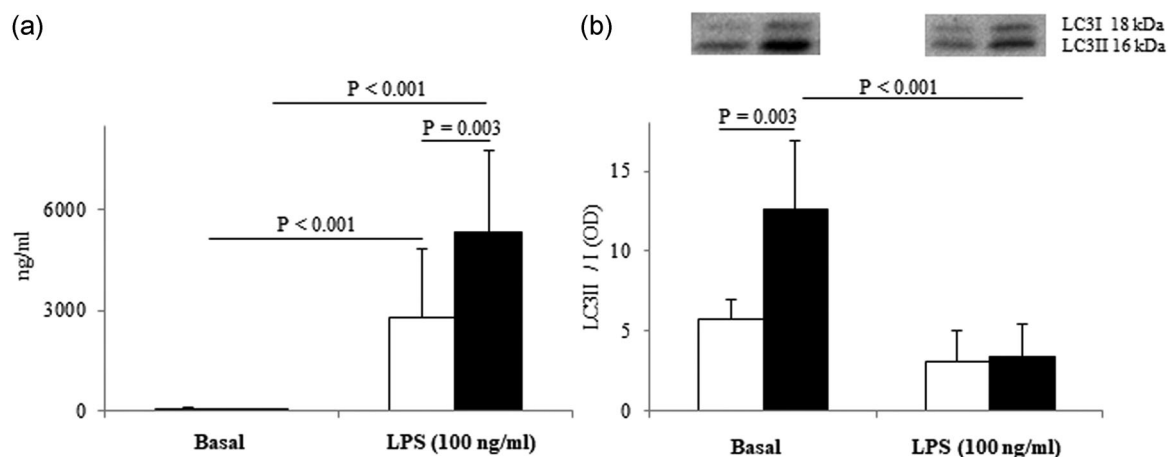 (a)
P < 0.001
P = 0.003
6000
P < 0.001
ng/ml
3000
0
Basal
LPS (100 ng/ml)
(b)
LC3I 18 kDa
LC3II 16 kDa
P < 0.001
P = 0.003
15
10
LC3II / I (OD)
5
0
Basal
LPS (100 ng/ml)